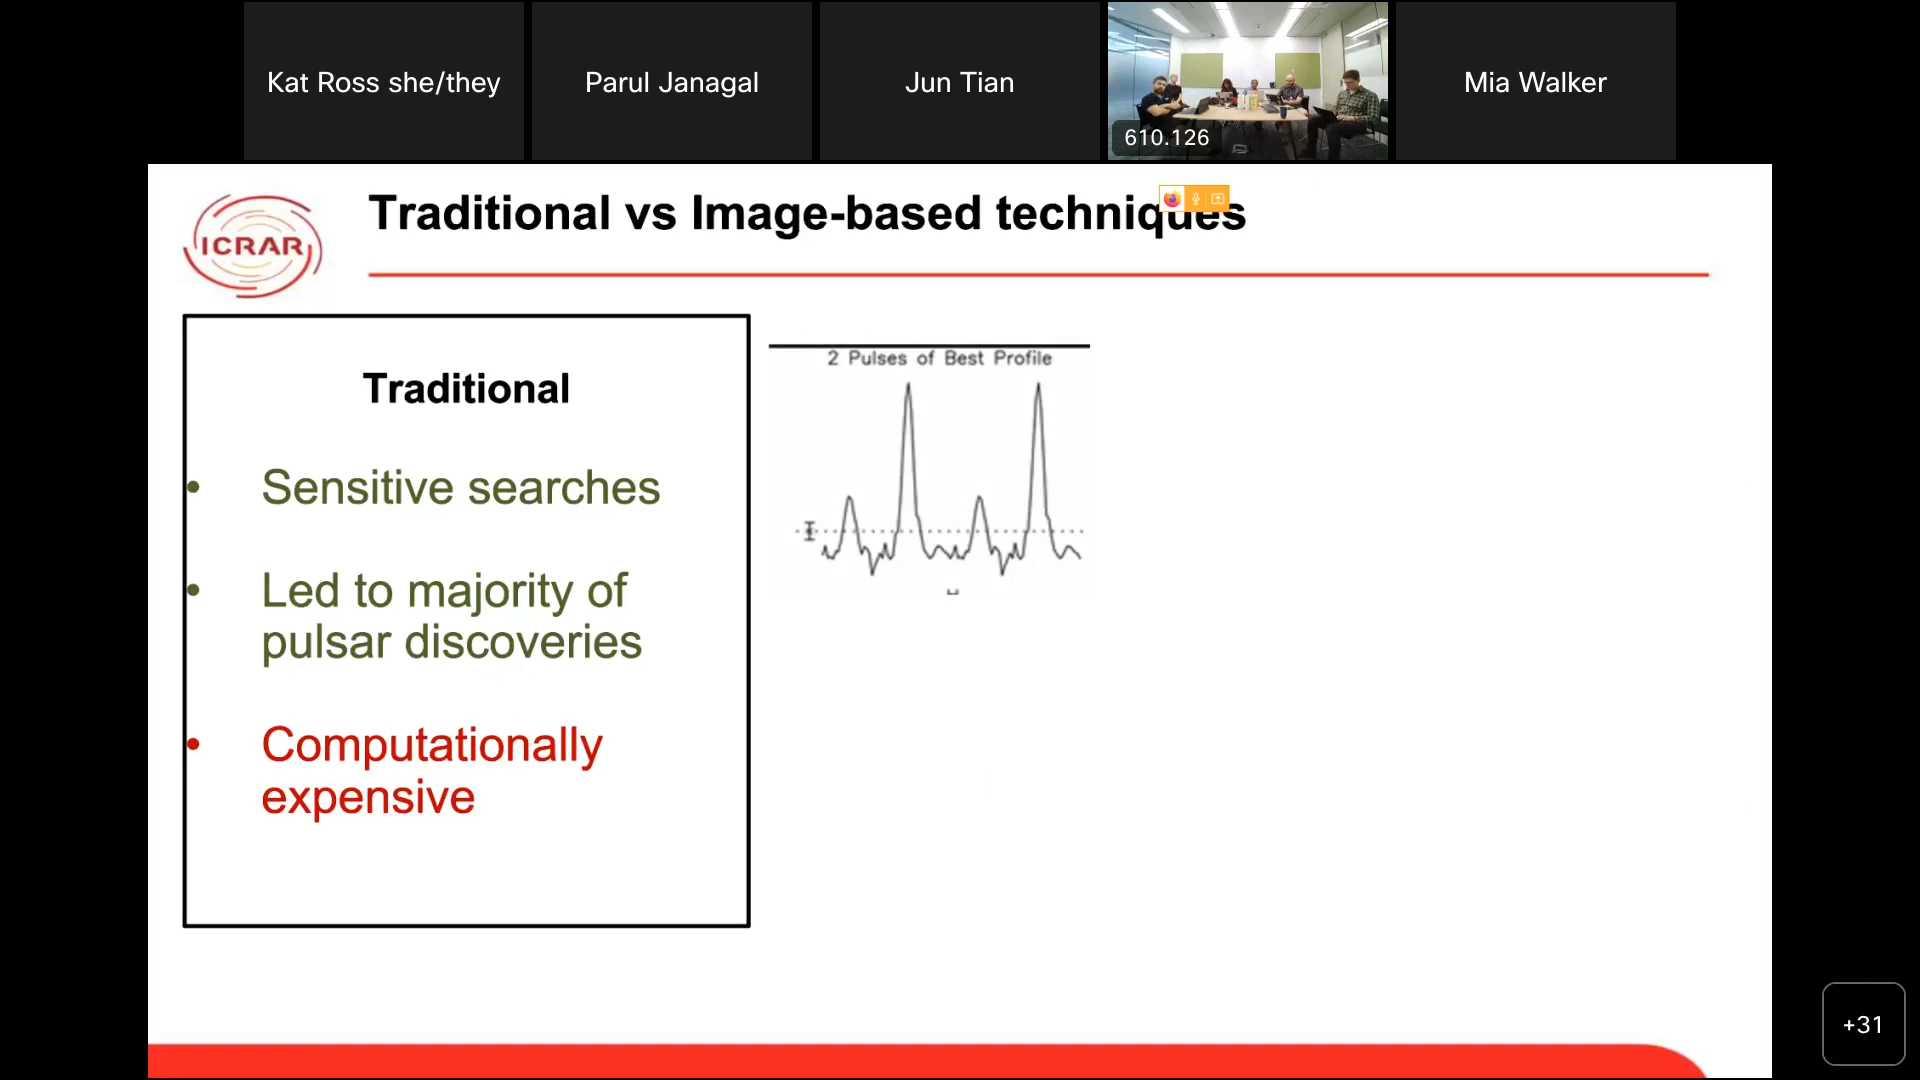 Kat Ross she/they
Parul Janagal
Jun Tian
610.126
Mia Walker
ICRAR
Traditional vs Image-based techniques
Traditional
• Sensitive searches
• Led to majority of
pulsar discoveries
• Computationally
expensive
2 Pulses of Best Profile
+31